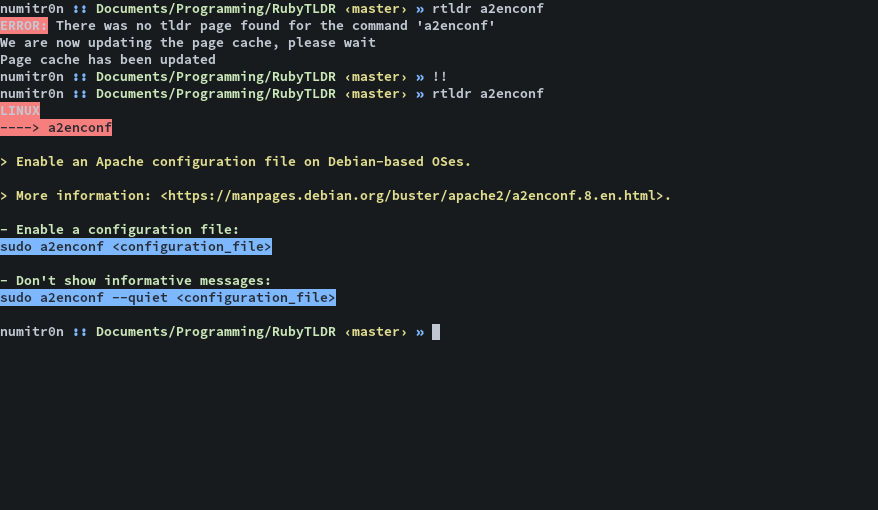 numitr0n :: Documents/Programming/RubyTLDR ‹master› » rtldr a2enconf
ERROR: There was no tldr page found for the command 'a2enconf'
We are now updating the page cache, please wait
Page cache has been updated
numitr0n :: Documents/Programming/RubyTLDR ‹master› » !!
numitr0n :: Documents/Programming/RubyTLDR ‹master› » rtldr a2enconf
LINUX
----> a2enconf
> Enable an Apache configuration file on Debian-based OSes.
> More information: <https://manpages.debian.org/buster/apache2/a2enconf.8.en.html>.
- Enable a configuration file:
sudo a2enconf <configuration_file>
- Don't show informative messages:
sudo a2enconf --quiet <configuration_file>
numitr0n :: Documents/Programming/RubyTLDR ‹master› »